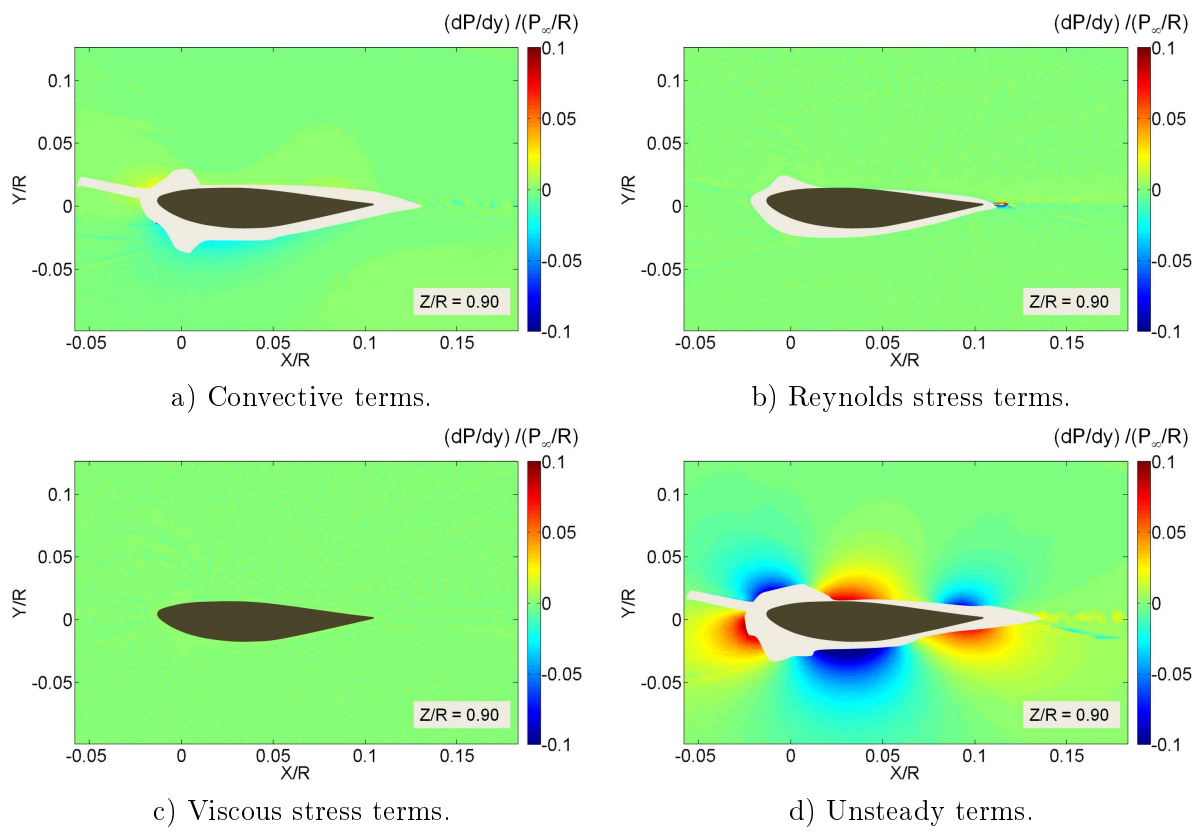 (dP/dy) /(P∞/R)
0.1
0.05
0
-0.05
-0.1
Y/R
0.1
0.05
0
-0.05
Z/R = 0.90
-0.05 0 0.05 0.1 0.15
X/R
a) Convective terms.
(dP/dy) /(P∞/R)
0.1
0.05
0
-0.05
-0.1
Y/R
0.1
0.05
0
-0.05
Z/R = 0.90
-0.05 0 0.05 0.1 0.15
X/R
b) Reynolds stress terms.
(dP/dy) /(P∞/R)
0.1
0.05
0
-0.05
-0.1
Y/R
0.1
0.05
0
-0.05
Z/R = 0.90
-0.05 0 0.05 0.1 0.15
X/R
c) Viscous stress terms.
(dP/dy) /(P∞/R)
0.1
0.05
0
-0.05
-0.1
Y/R
0.1
0.05
0
-0.05
Z/R = 0.90
-0.05 0 0.05 0.1 0.15
X/R
d) Unsteady terms.